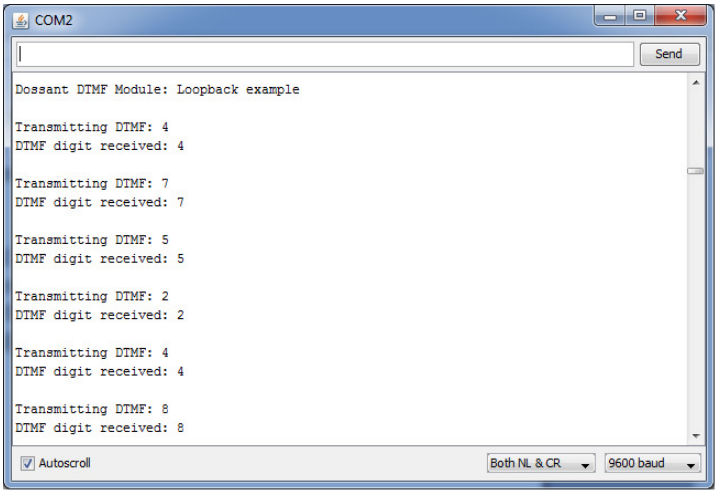 COM2
Send
Dossant DTMF Module: Loopback example
Transmitting DTMF: 4
DTMF digit received: 4
Transmitting DTMF: 7
DTMF digit received: 7
Transmitting DTMF: 5
DTMF digit received: 5
Transmitting DTMF: 2
DTMF digit received: 2
Transmitting DTMF: 4
DTMF digit received: 4
Transmitting DTMF: 8
DTMF digit received: 8
Autoscroll Both NL & CR 9600 baud